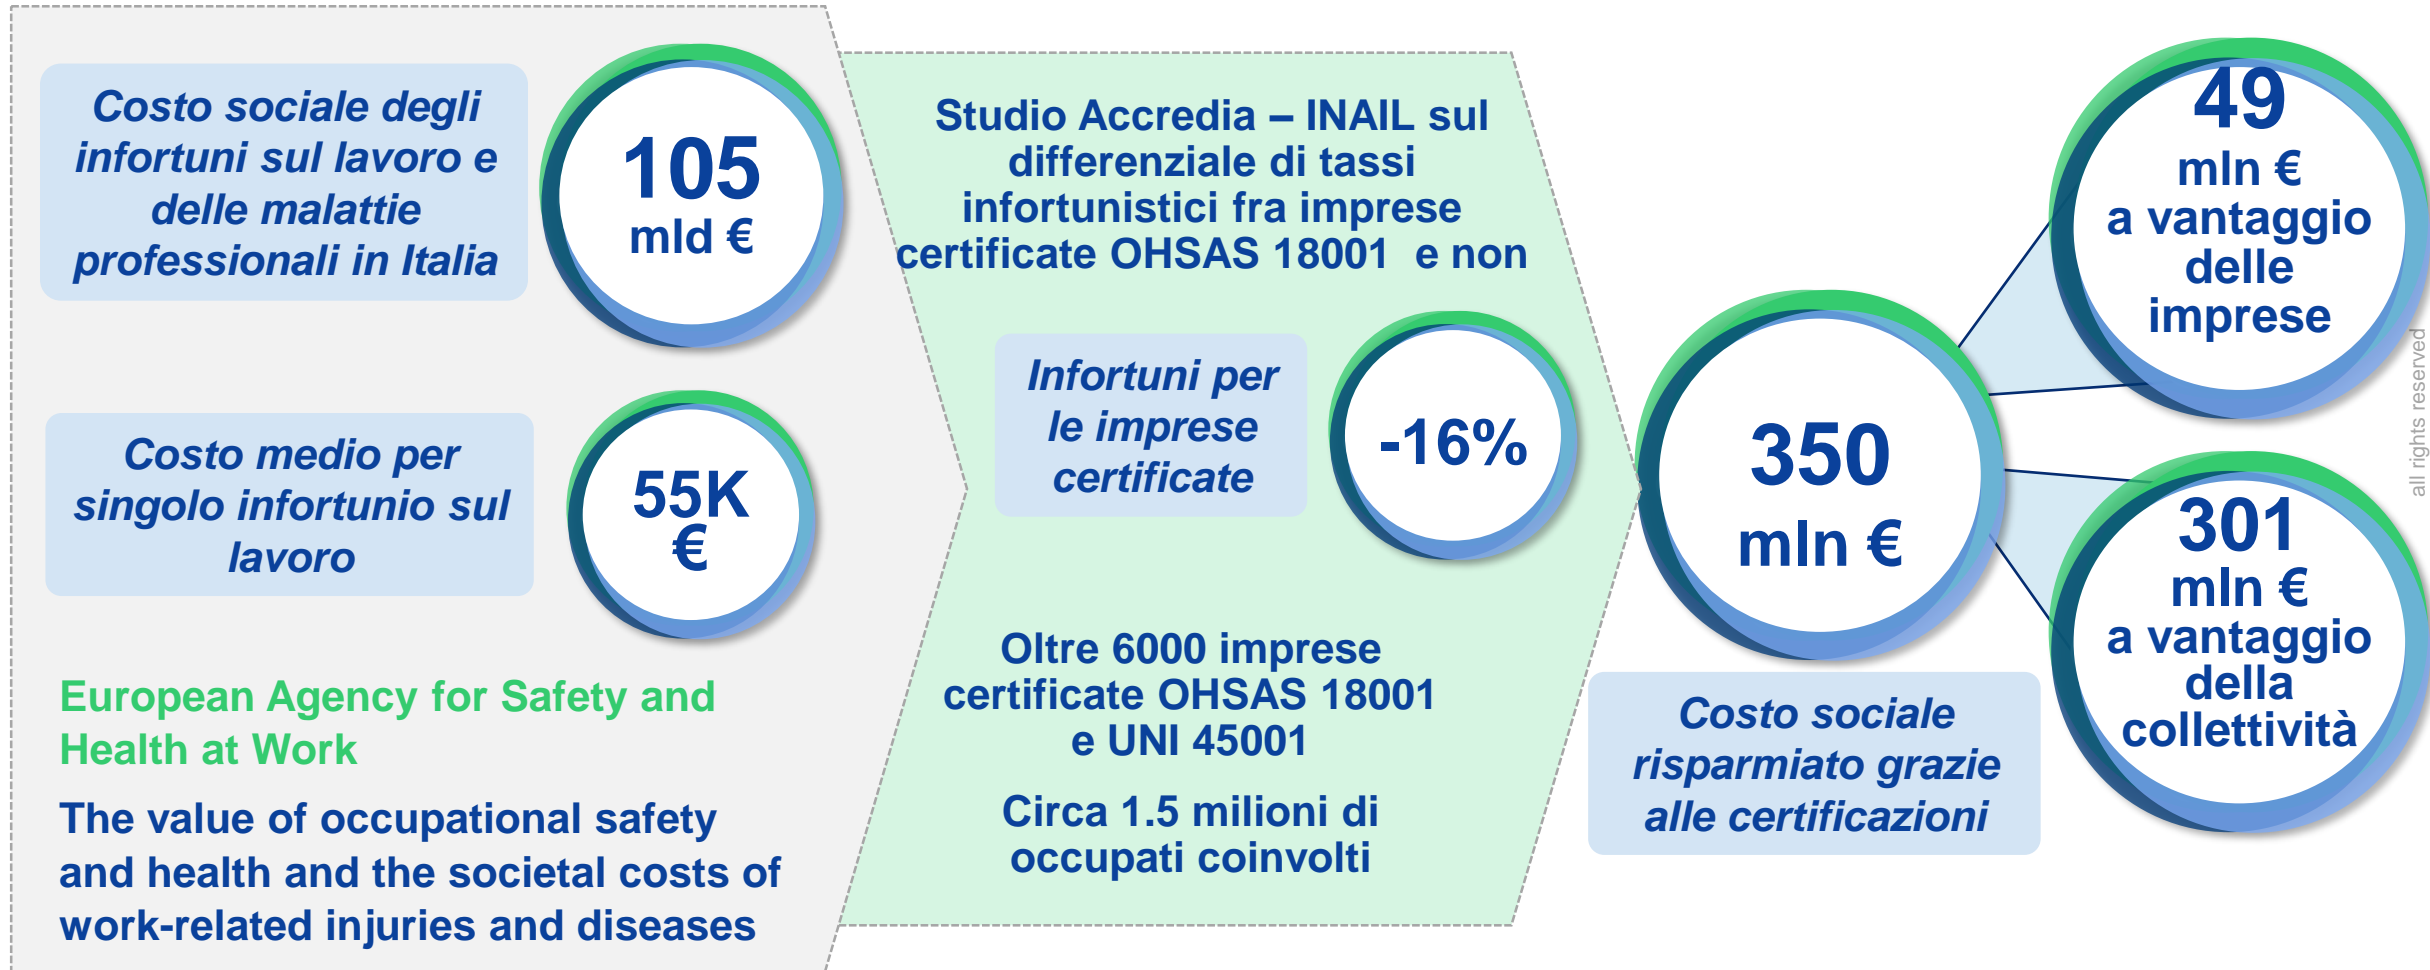 Costo sociale degli
infortuni sul lavoro e
delle malattie
professionali in Italia
105
mld €
Costo medio per
singolo infortunio sul
lavoro
55K
€
European Agency for Safety and
Health at Work
The value of occupational safety
and health and the societal costs of
work-related injuries and diseases
Studio Accredia – INAIL sul
differenziale di tassi
infortunistici fra imprese
certificate OHSAS 18001 e non
Infortuni per
le imprese
certificate
-16%
Oltre 6000 imprese
certificate OHSAS 18001
e UNI 45001
Circa 1.5 milioni di
occupati coinvolti
350
mln €
Costo sociale
risparmiato grazie
alle certificazioni
49
mln €
a vantaggio
delle
imprese
301
mln €
a vantaggio
della
collettività
all rights reserved